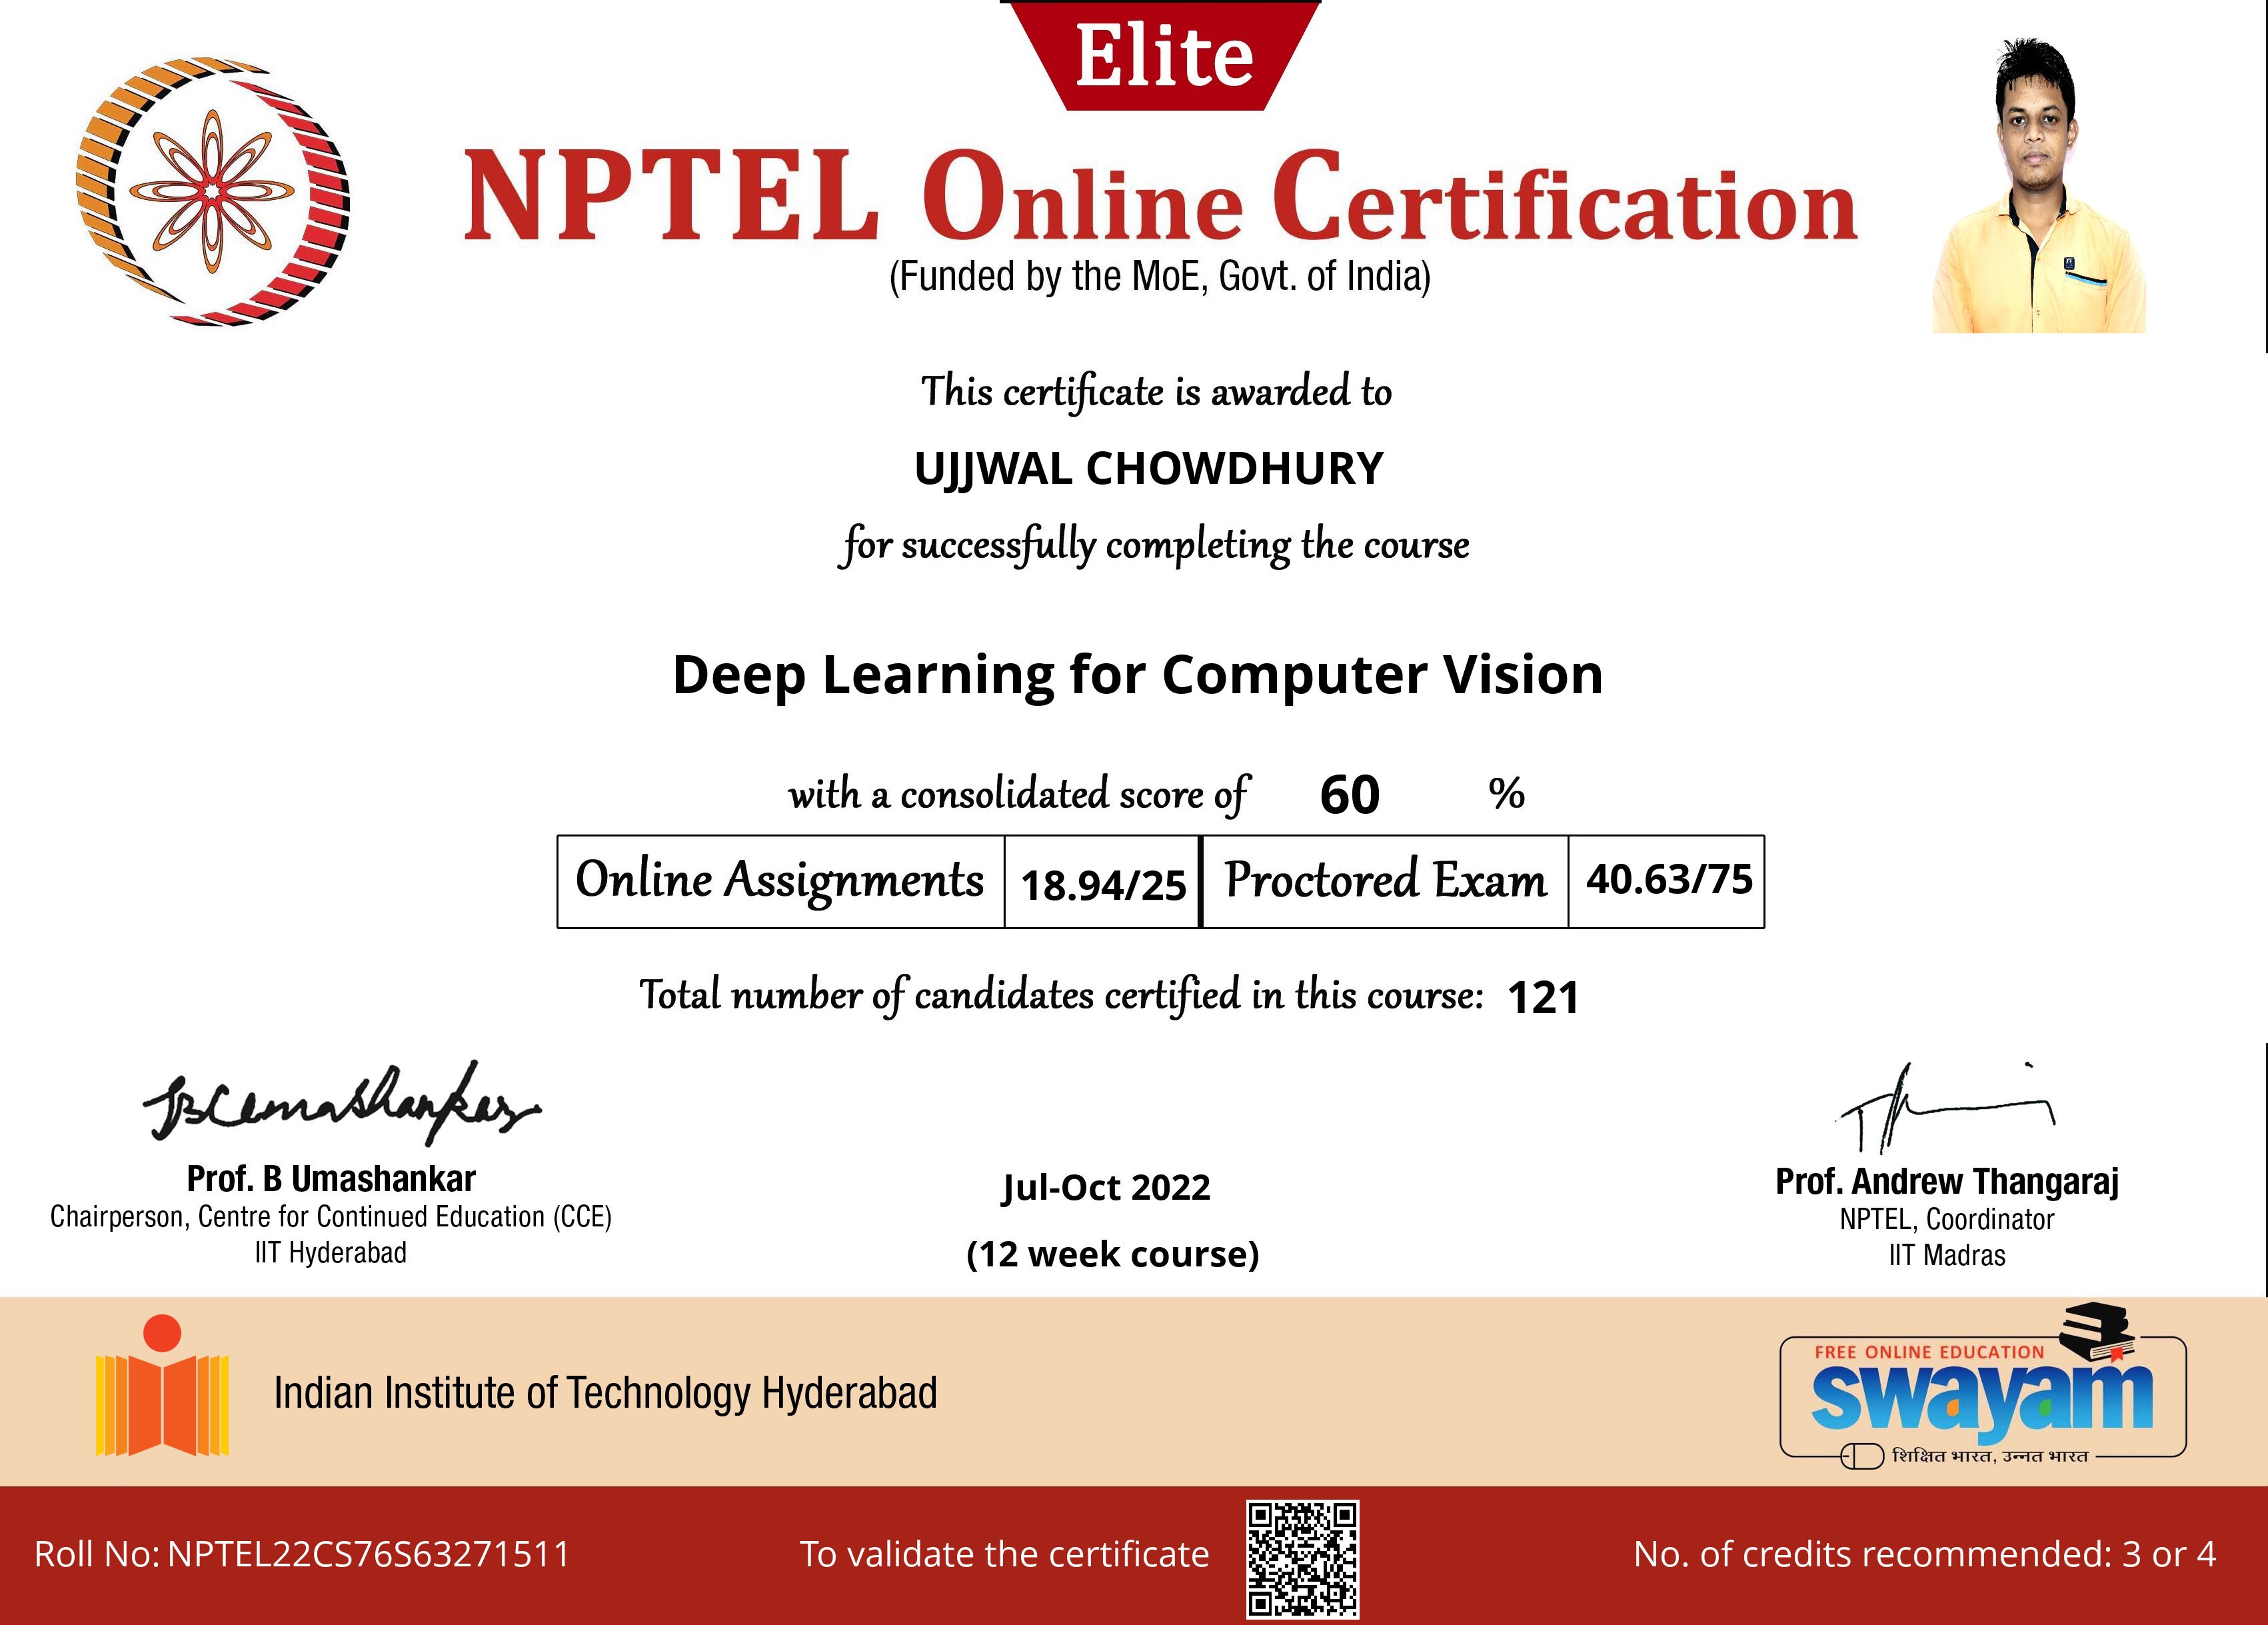 Elite
NPTEL Online Certification
(Funded by the MoE, Govt. of India)
This certificate is awarded to
UJJWAL CHOWDHURY
for successfully completing the course
Deep Learning for Computer Vision
with a consolidated score of 60 %
Online Assignments 18.94/25 Proctored Exam 40.63/75
Total number of candidates certified in this course: 121
Prof. B Umashankar
Chairperson, Centre for Continued Education (CCE)
IIT Hyderabad
Jul-Oct 2022
(12 week course)
Prof. Andrew Thangaraj
NPTEL, Coordinator
IIT Madras
Indian Institute of Technology Hyderabad
FREE ONLINE EDUCATION
swayam
शिक्षित भारत, उन्नत भारत
Roll No: NPTEL22CS76S63271511
To validate the certificate
No. of credits recommended: 3 or 4